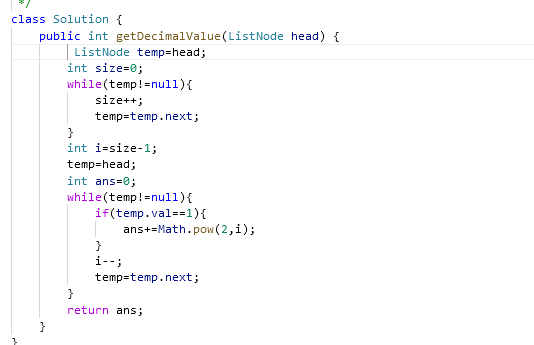 */
class Solution {
public int getDecimalValue(ListNode head) {
ListNode temp=head;
int size=0;
while(temp!=null){
size++;
temp=temp.next;
}
int i=size-1;
temp=head;
int ans=0;
while(temp!=null){
if(temp.val==1){
ans+=Math.pow(2,i);
}
i--;
temp=temp.next;
}
return ans;
}
}